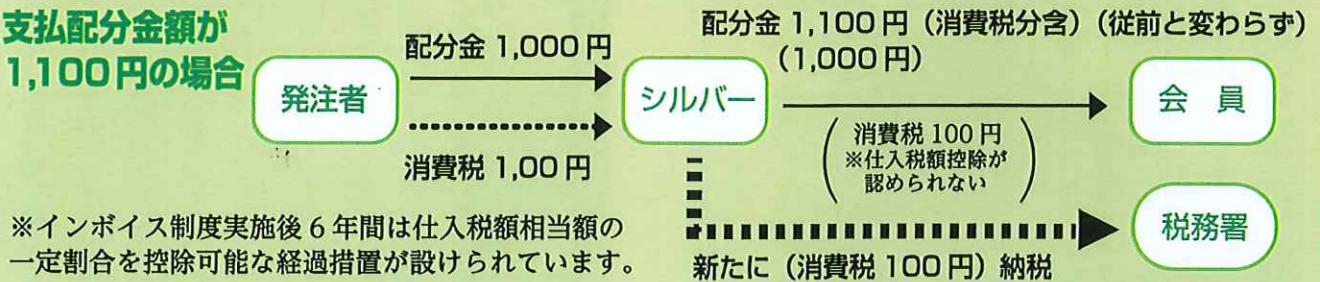 支払配分金額が
1,100円の場合
発注者
配分金 1,000円
消費税 1,00円
シルバー
配分金 1,100円（消費税分含）（従前と変わらず）
（1,000円）
消費税 100円
※仕入税額控除が
認められない
会 員
税務署
新たに（消費税 100円）納税
※インボイス制度実施後6年間は仕入税額相当額の
一定割合を控除可能な経過措置が設けられています。